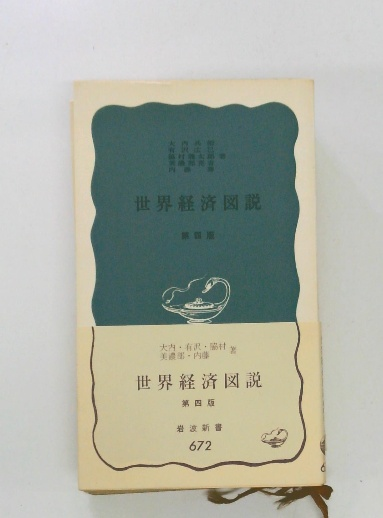 世界経済図説
第四版
大内・有沢・脇村
美濃部・内藤 著
世界経済図説
第四版
岩波新書
672